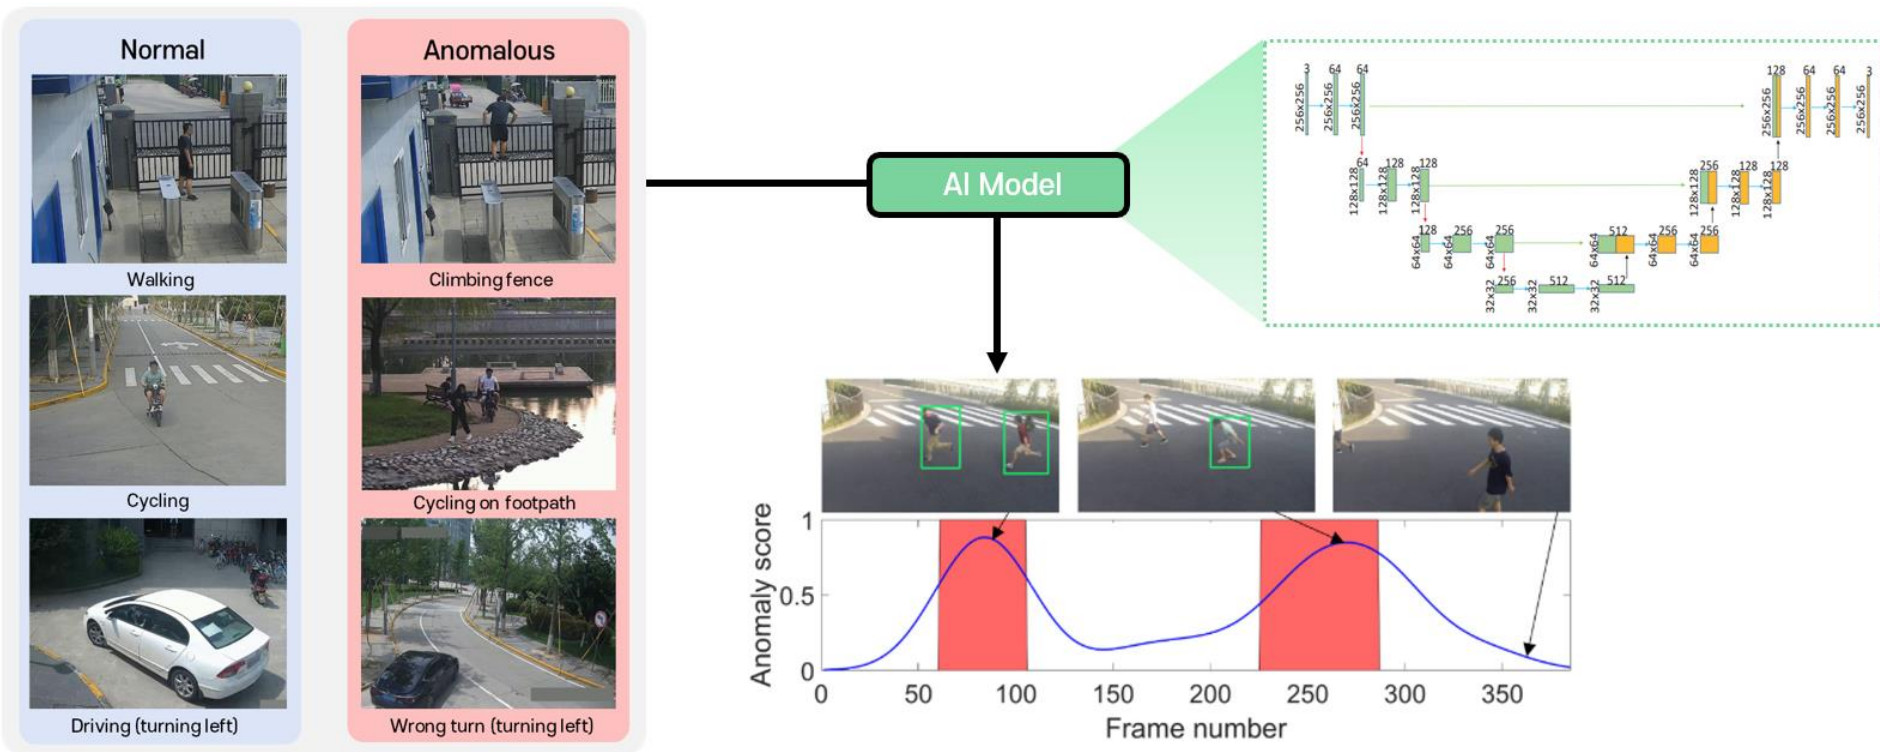 Normal
Walking
Cycling
Driving (turning left)
Anomalous
Climbing fence
Cycling on footpath
Wrong turn (turning left)
AI Model
3 64 64
256x256 256x256 256x256
128 64 64 3
256x256 256x256
64 128 128
128x128 128x128 128x128
256 128 128
128x128 128x128 128x128
128 256 256
64x64 64x64 64x64
512 256 256
64x64 64x64 64x64
256 512 512
32x32 32x32 32x32
Anomaly score
1
0.5
0
0 50 100 150 200 250 300 350
Frame number